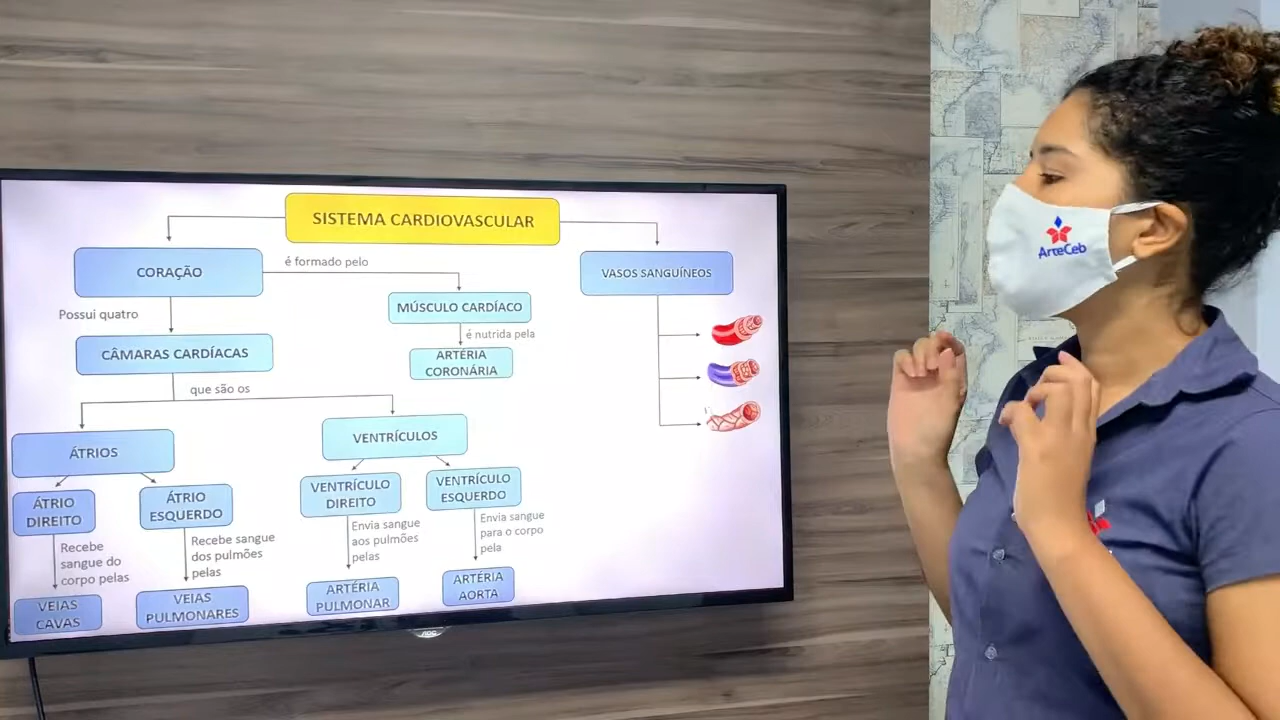 SISTEMA CARDIOVASCULAR
CORAÇÃO
é formado pelo
VASOS SANGUÍNEOS
MÚSCULO CARDÍACO
Possui quatro
é nutrida pela
CÂMARAS CARDÍACAS
ARTÉRIA
CORONÁRIA
que são os
ÁTRIOS
VENTRÍCULOS
ÁTRIO
DIREITO
ÁTRIO
ESQUERDO
VENTRÍCULO
DIREITO
VENTRÍCULO
ESQUERDO
Recebe
sangue do
corpo pelas
Recebe sangue
dos pulmões
pelas
Envia sangue
aos pulmões
pelas
Envia sangue
para o corpo
pela
VEIAS
CAVAS
VEIAS
PULMONARES
ARTÉRIA
PULMONAR
ARTÉRIA
AORTA
AOC
ArteCeb